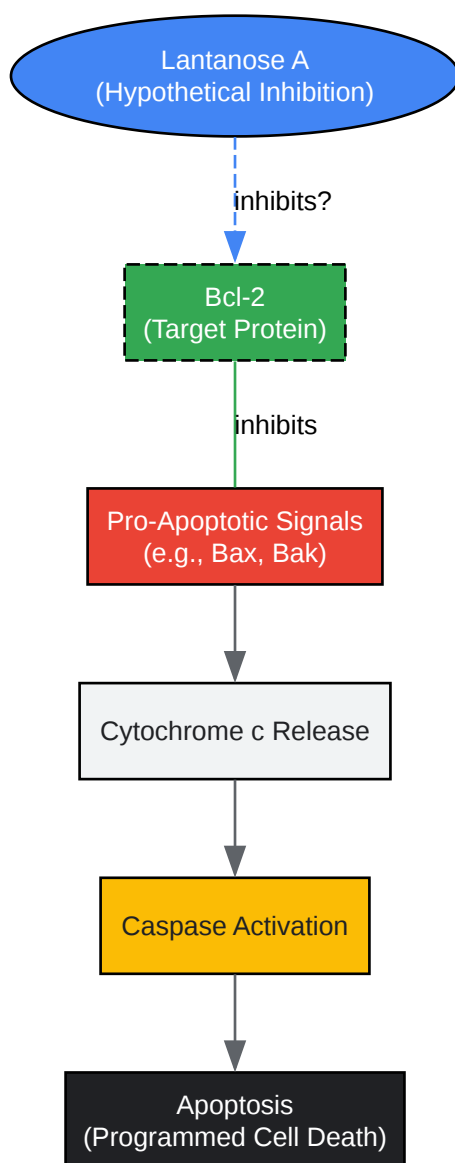 Lantanose A
(Hypothetical Inhibition)
inhibits?
Bcl-2
(Target Protein)
inhibits
Pro-Apoptotic Signals
(e.g., Bax, Bak)
Cytochrome c Release
Caspase Activation
Apoptosis
(Programmed Cell Death)